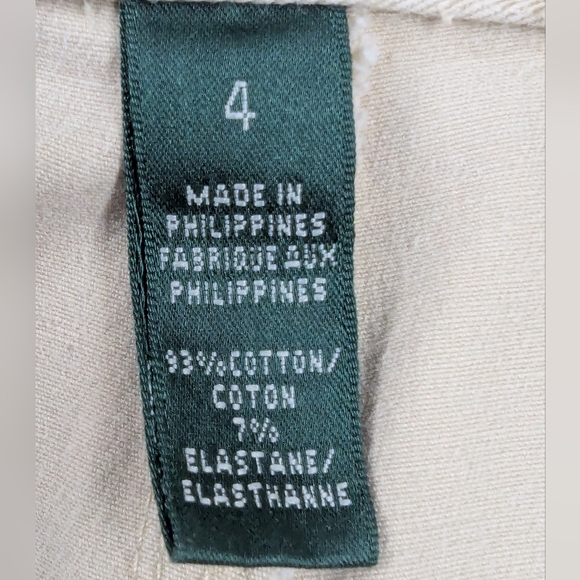 4
MADE IN
PHILIPPINES
FABRIQUE AUX
PHILIPPINES
93% COTTON/
COTON
7%
ELASTANE/
ELASTHANNE